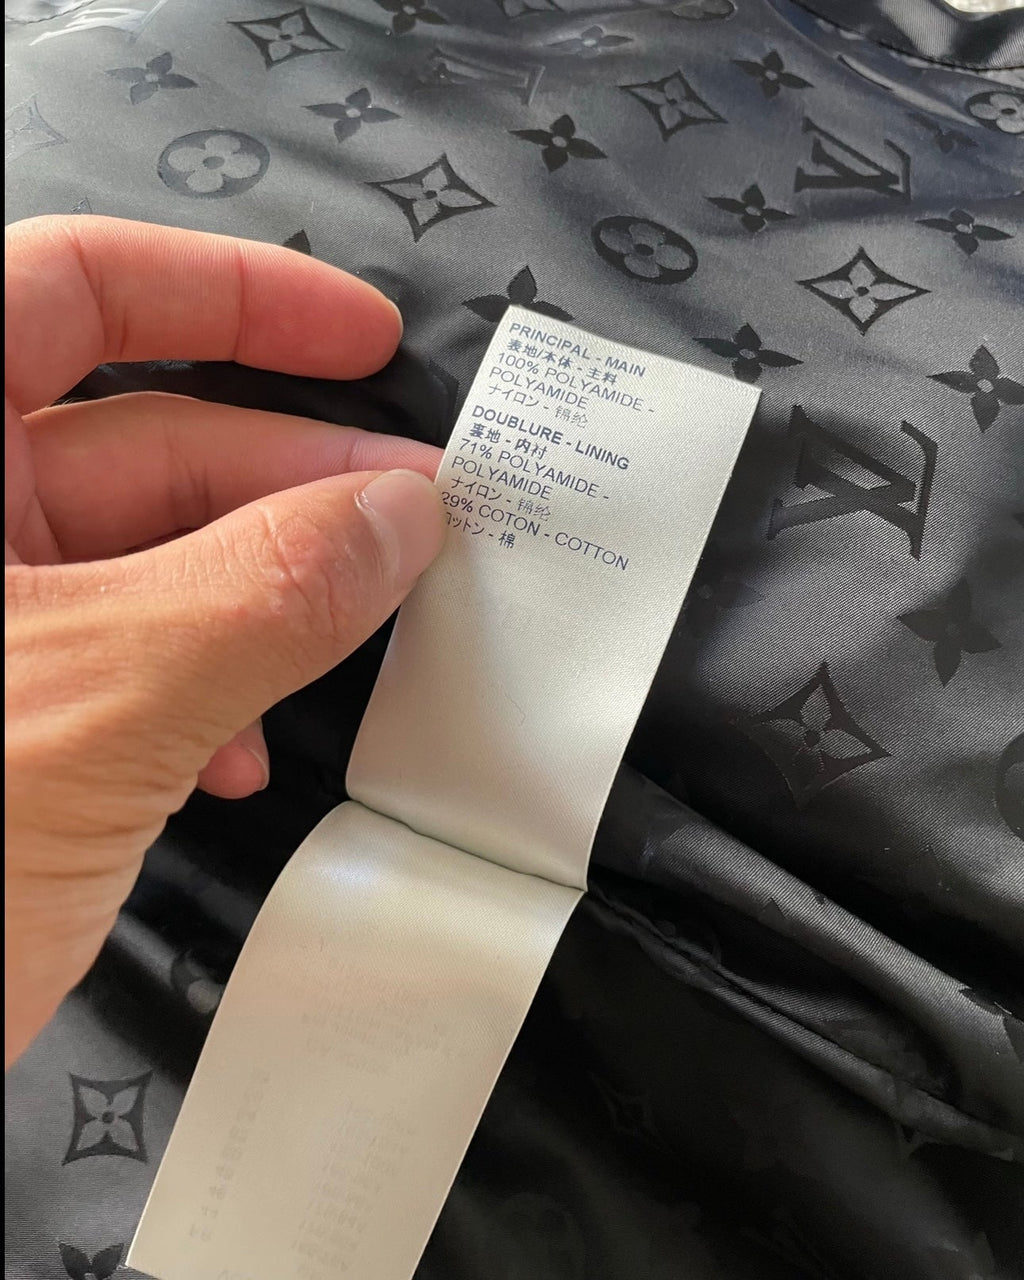 PRINCIPAL - MAIN
表地/本体 - 主料
100% POLYAMIDE -
POLYAMIDE
ナイロン - 锦纶
DOUBLURE - LINING
裏地 - 内衬
71% POLYAMIDE -
POLYAMIDE
ナイロン - 锦纶
29% COTON - COTTON
コットン - 棉